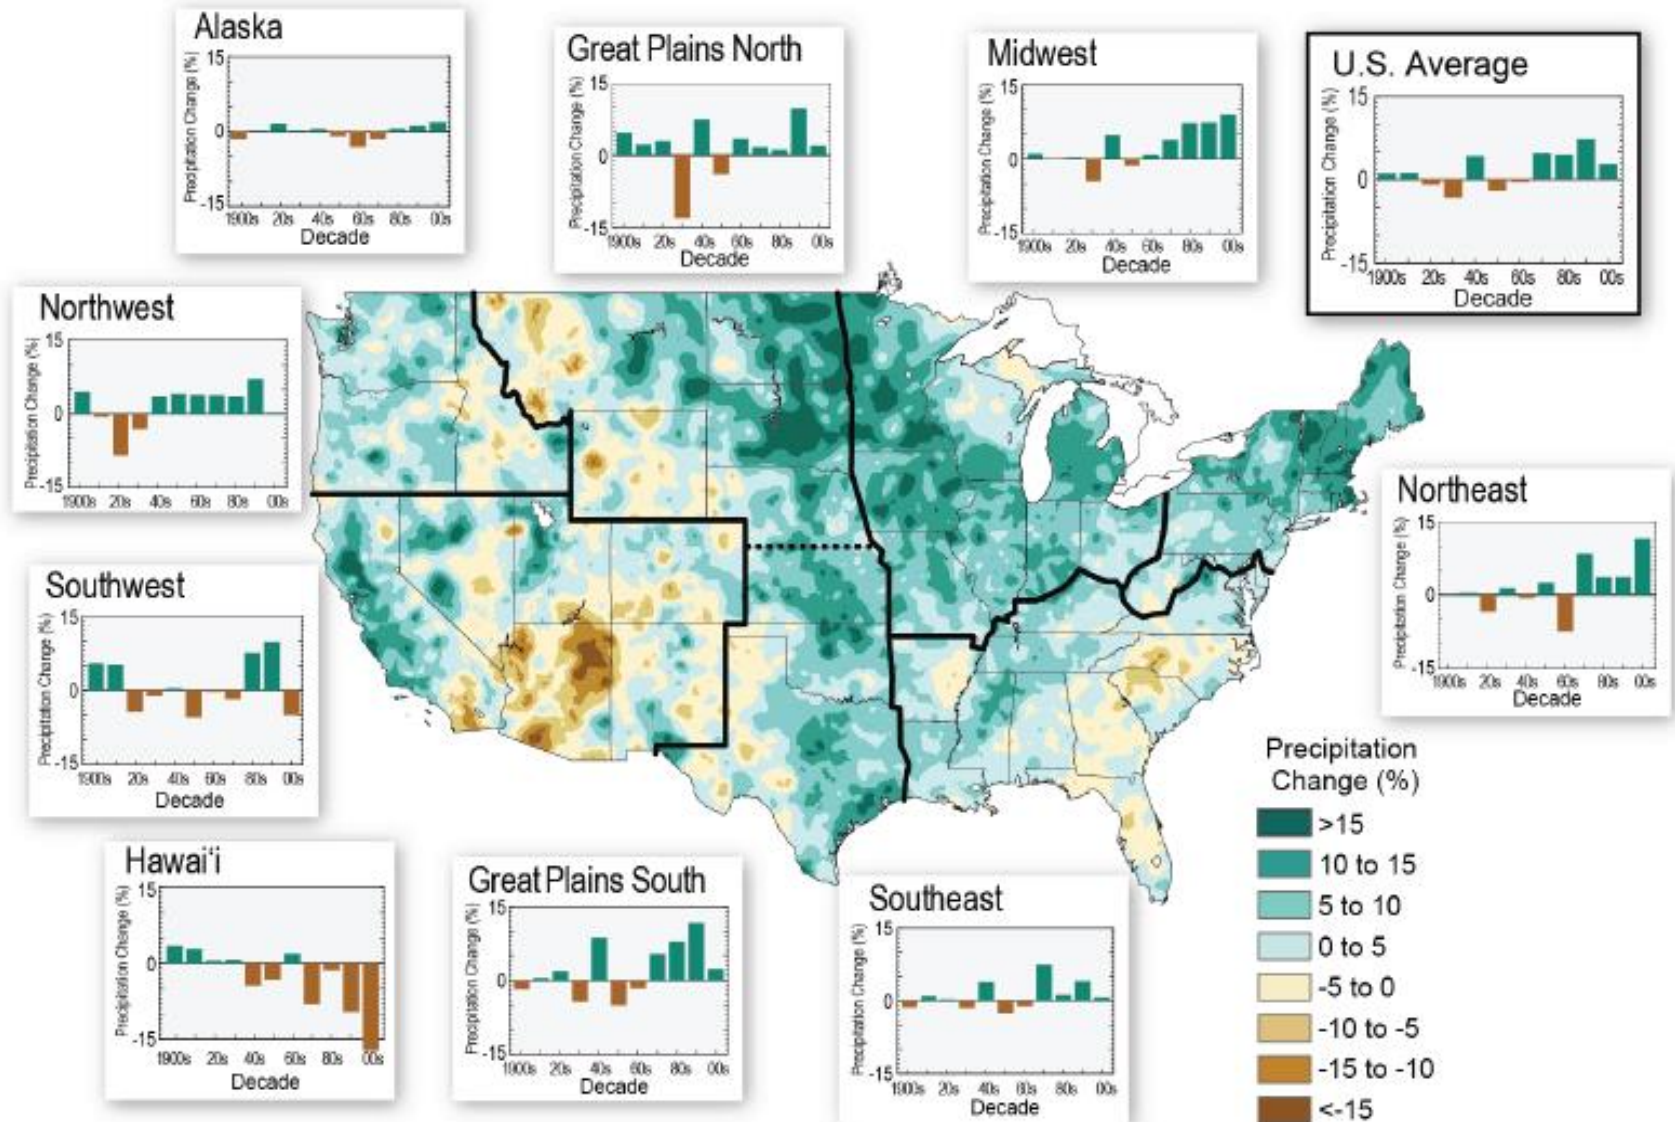 Alaska
Precipitation Change (%)
15
0
-15
1900s 20s 40s 60s 80s 00s
Decade
Great Plains North
Precipitation Change (%)
15
0
-15
1900s 20s 40s 60s 80s 00s
Decade
Midwest
Precipitation Change (%)
15
0
-15
1900s 20s 40s 60s 80s 00s
Decade
U.S. Average
Precipitation Change (%)
15
0
-15
1900s 20s 40s 60s 80s 00s
Decade
Northwest
Precipitation Change (%)
15
0
-15
1900s 20s 40s 60s 80s 00s
Decade
Northeast
Precipitation Change (%)
15
0
-15
1900s 20s 40s 60s 80s 00s
Decade
Southwest
Precipitation Change (%)
15
0
-15
1900s 20s 40s 60s 80s 00s
Decade
Hawai‘i
Precipitation Change (%)
15
0
-15
1900s 20s 40s 60s 80s 00s
Decade
Great Plains South
Precipitation Change (%)
15
0
-15
1900s 20s 40s 60s 80s 00s
Decade
Southeast
Precipitation Change (%)
15
0
-15
1900s 20s 40s 60s 80s 00s
Decade
Precipitation
Change (%)
>15
10 to 15
5 to 10
0 to 5
-5 to 0
-10 to -5
-15 to -10
<-15